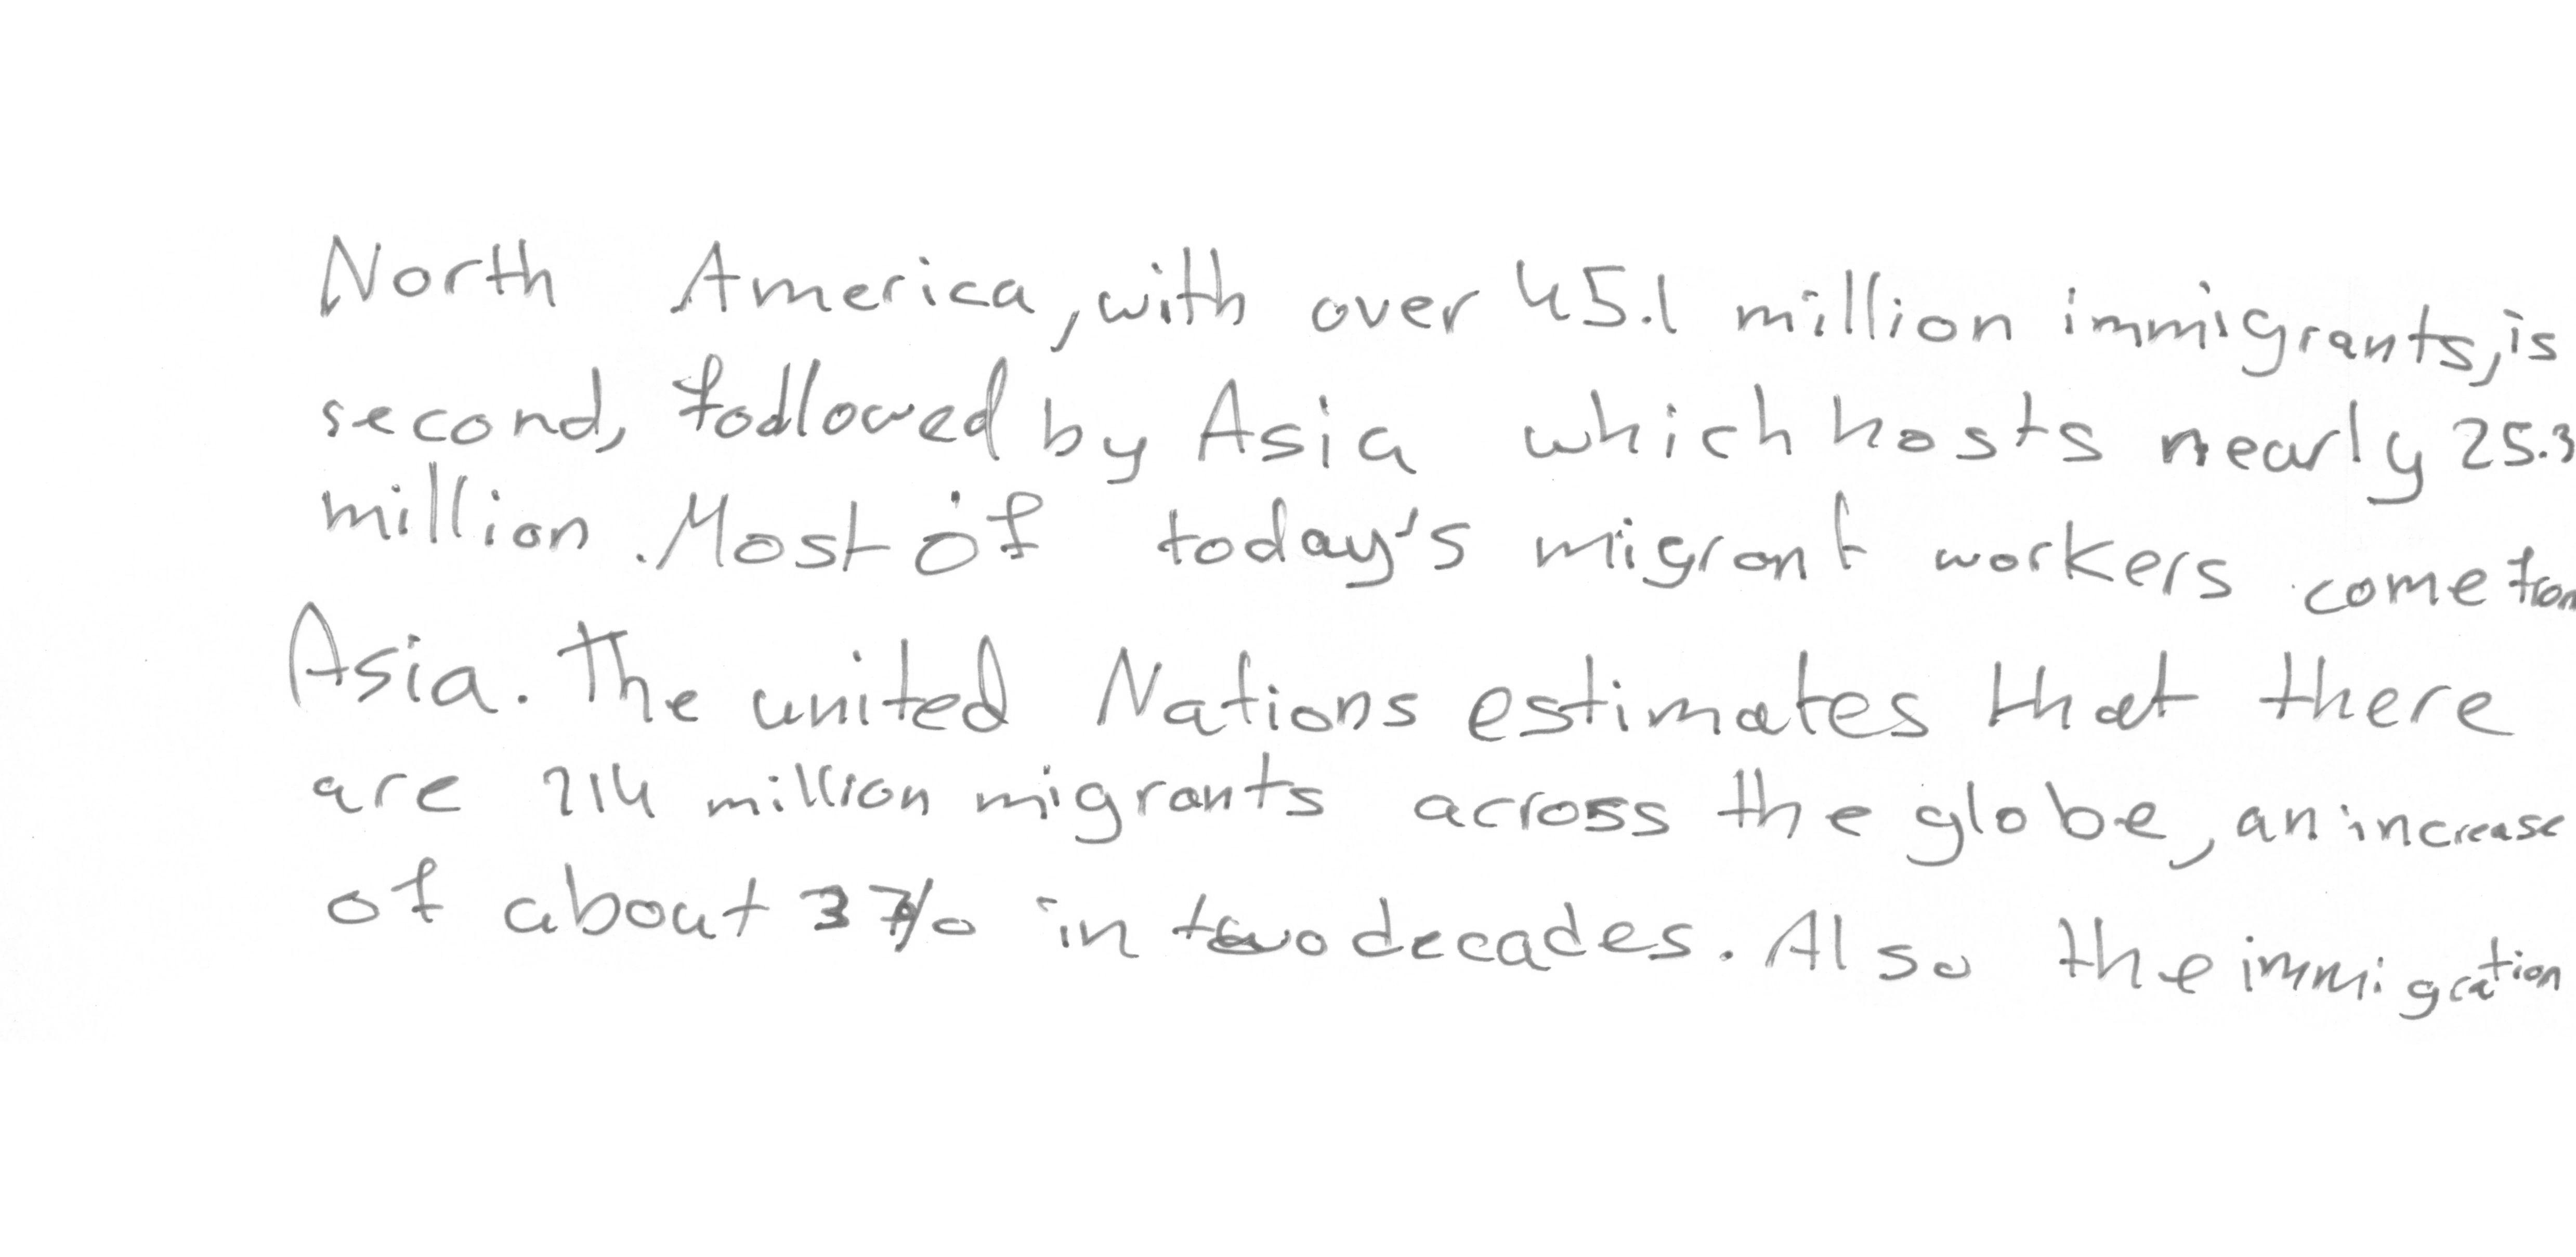 North America, with over 45.1 million immigrants, is
second, followed by Asia which hosts nearly 25.3
million. Most of today's migrant workers come from
Asia. The united Nations estimates that there
are 214 million migrants across the globe, an increase
of about 37% in two decades. Also the immigration